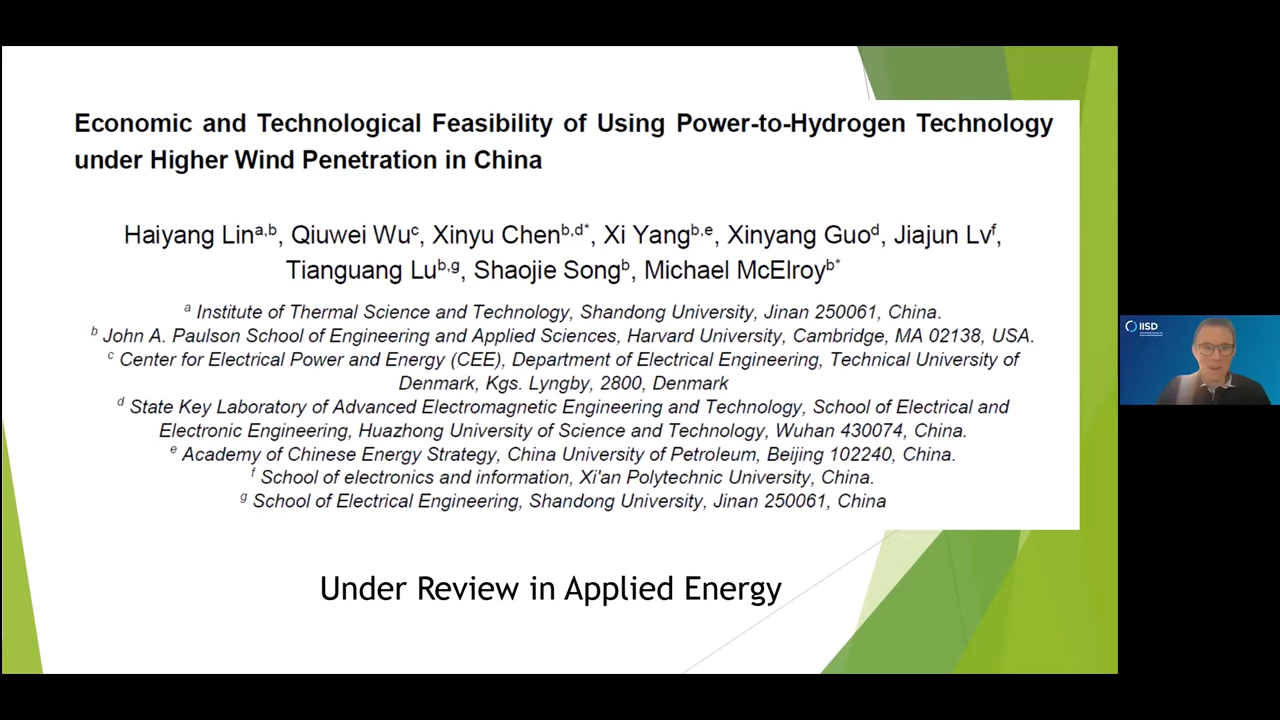 Economic and Technological Feasibility of Using Power-to-Hydrogen Technology
under Higher Wind Penetration in China
Haiyang Linᵃ,ᵇ, Qiuwei Wuᶜ, Xinyu Chenᵇ,ᵈ*, Xi Yangᵇ,ᵉ, Xinyang Guoᵈ, Jiajun Lvᶠ,
Tianguang Luᵇ,ᵍ, Shaojie Songᵇ, Michael McElroyᵇ*
ᵃ Institute of Thermal Science and Technology, Shandong University, Jinan 250061, China.
ᵇ John A. Paulson School of Engineering and Applied Sciences, Harvard University, Cambridge, MA 02138, USA.
ᶜ Center for Electrical Power and Energy (CEE), Department of Electrical Engineering, Technical University of
Denmark, Kgs. Lyngby, 2800, Denmark
ᵈ State Key Laboratory of Advanced Electromagnetic Engineering and Technology, School of Electrical and
Electronic Engineering, Huazhong University of Science and Technology, Wuhan 430074, China.
ᵉ Academy of Chinese Energy Strategy, China University of Petroleum, Beijing 102240, China.
ᶠ School of electronics and information, Xi'an Polytechnic University, China.
ᵍ School of Electrical Engineering, Shandong University, Jinan 250061, China
Under Review in Applied Energy
IISD